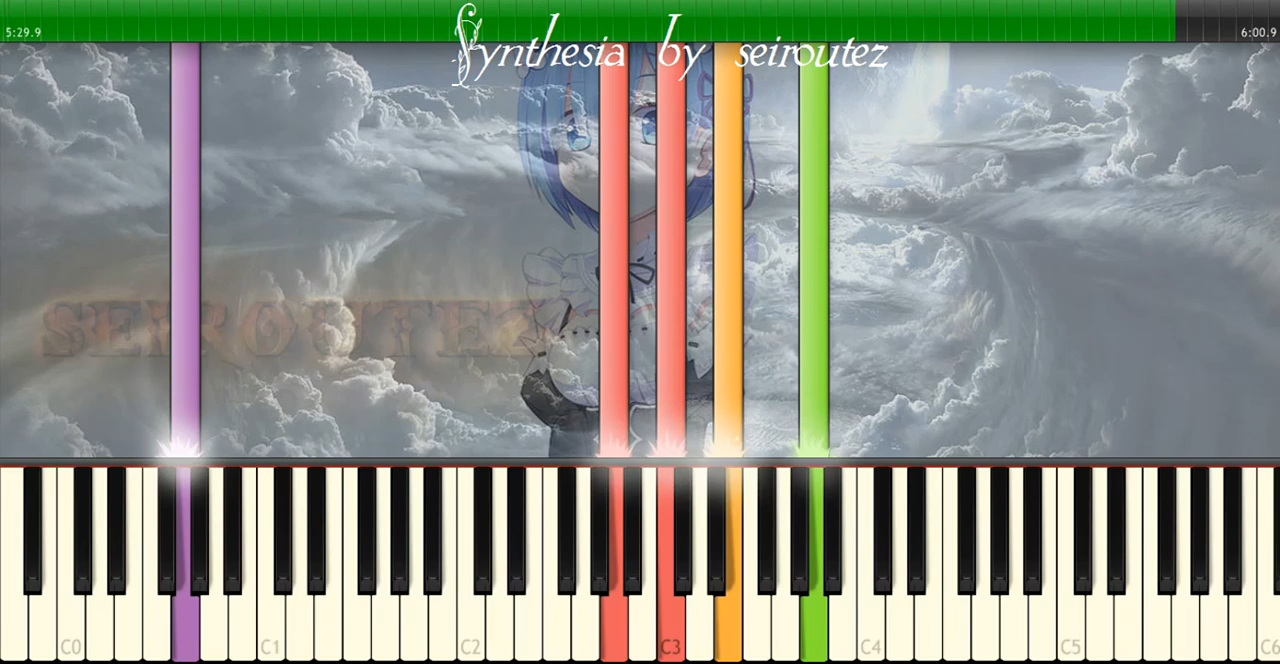 Synthesia by seiroutez
5:29.9
6:00.9
SEIROUTEZ
C0
C1
C2
C3
C4
C5
C6